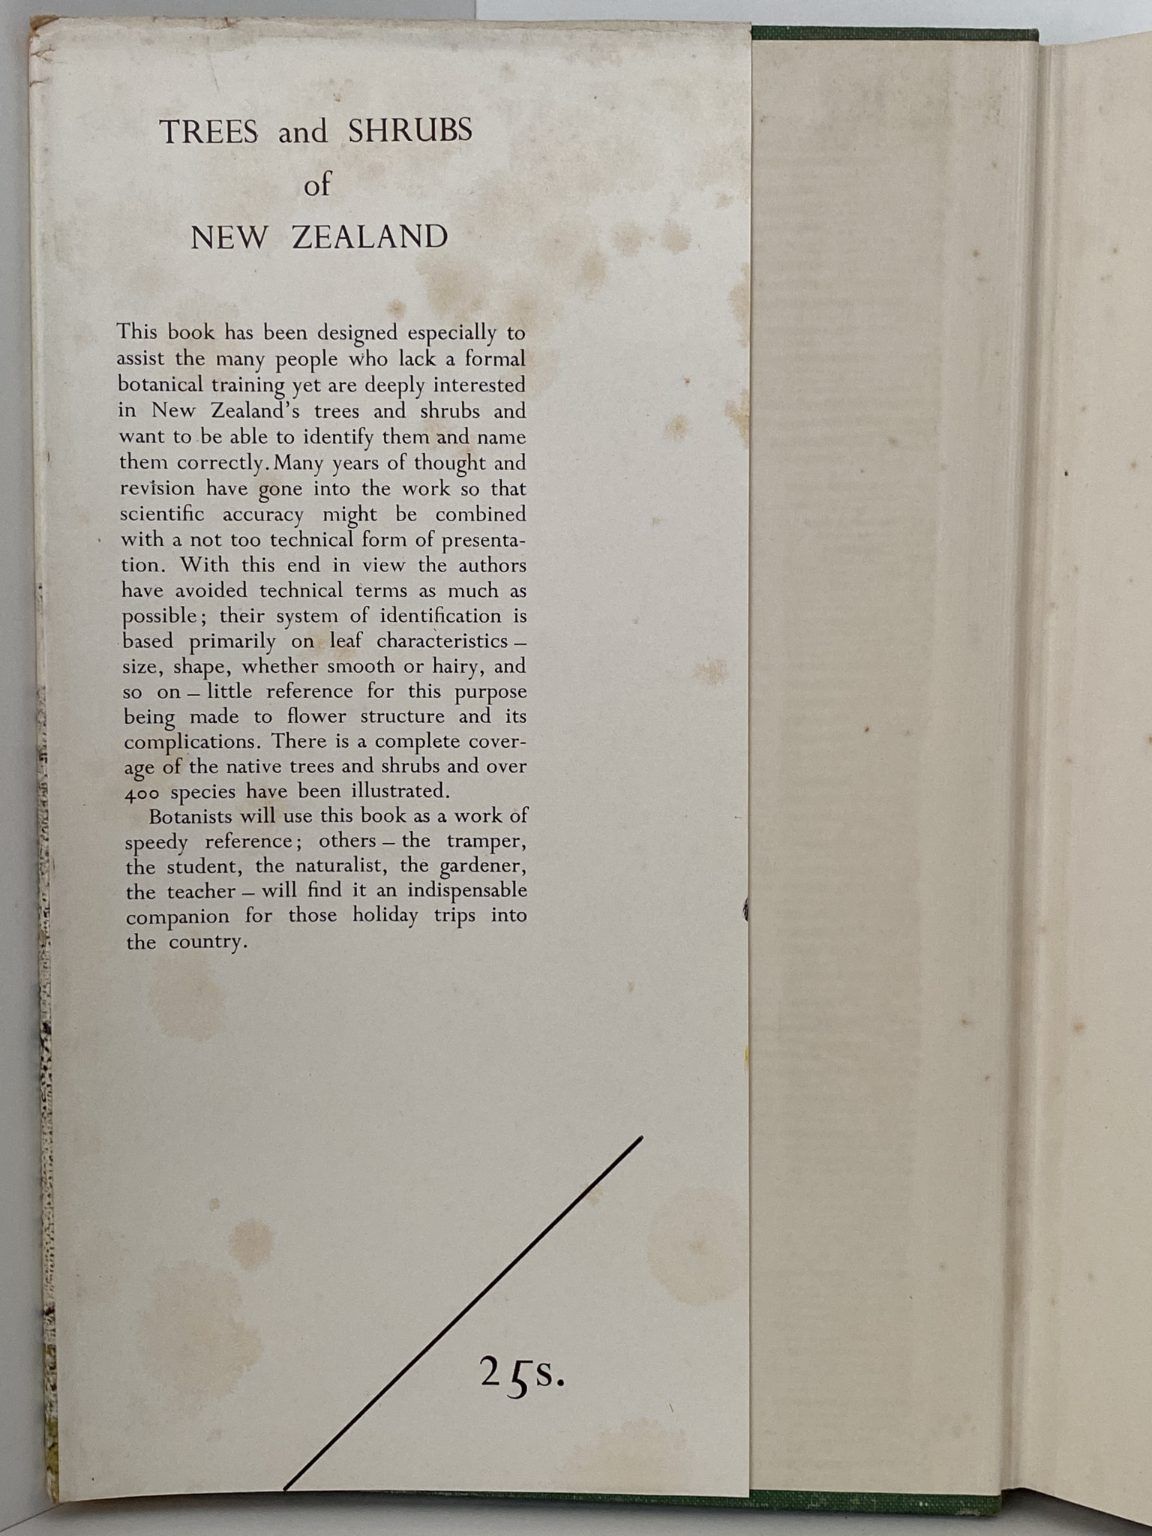 TREES and SHRUBS
of
NEW ZEALAND
This book has been designed especially to
assist the many people who lack a formal
botanical training yet are deeply interested
in New Zealand's trees and shrubs and
want to be able to identify them and name
them correctly. Many years of thought and
revision have gone into the work so that
scientific accuracy might be combined
with a not too technical form of presenta-
tion. With this end in view the authors
have avoided technical terms as much as
possible; their system of identification is
based primarily on leaf characteristics –
size, shape, whether smooth or hairy, and
so on – little reference for this purpose
being made to flower structure and its
complications. There is a complete cover-
age of the native trees and shrubs and over
400 species have been illustrated.
Botanists will use this book as a work of
speedy reference; others – the tramper,
the student, the naturalist, the gardener,
the teacher – will find it an indispensable
companion for those holiday trips into
the country.
25s.